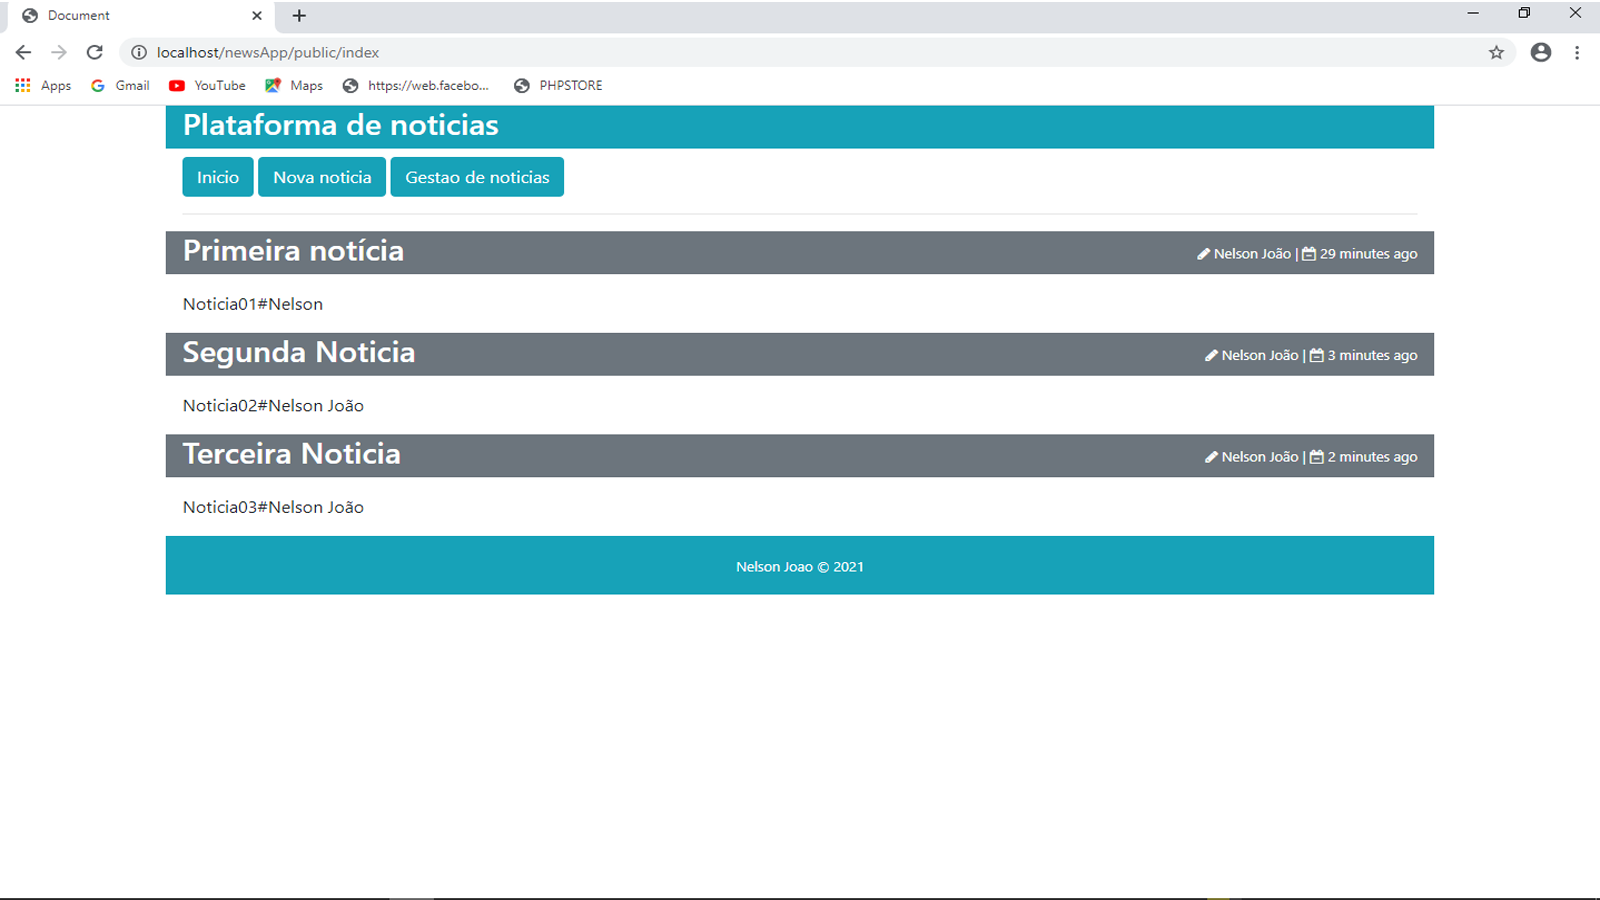 Document
localhost/newsApp/public/index
Apps Gmail YouTube Maps https://web.facebo... PHPSTORE
Plataforma de noticias
Inicio Nova noticia Gestao de noticias
Primeira notícia Nelson João | 29 minutes ago
Noticia01#Nelson
Segunda Noticia Nelson João | 3 minutes ago
Noticia02#Nelson João
Terceira Noticia Nelson João | 2 minutes ago
Noticia03#Nelson João
Nelson Joao © 2021